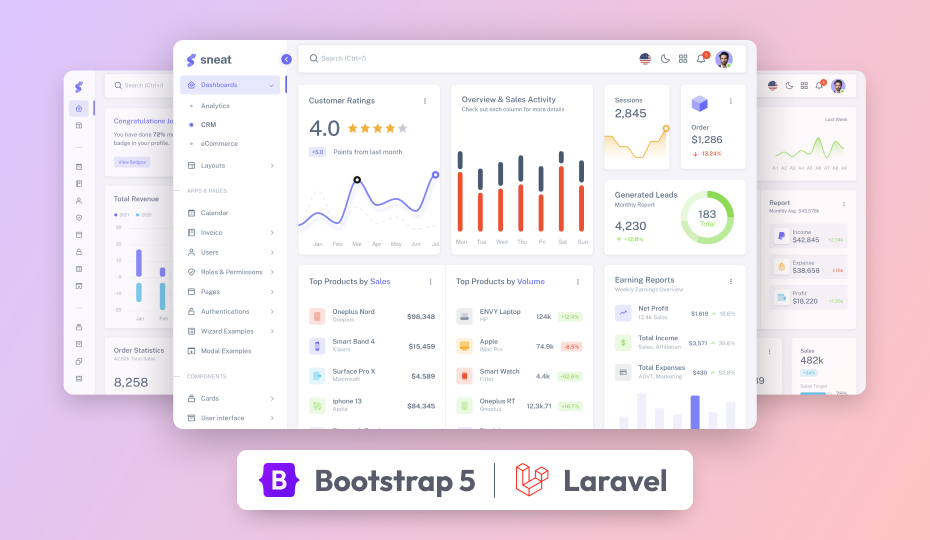 sneat
Search (Ctrl+/)
Dashboards
Analytics
CRM
eCommerce
Layouts
APPS & PAGES
Calendar
Invoice
Users
Roles & Permissions
Pages
Authentications
Wizard Examples
Modal Examples
COMPONENTS
Cards
User interface
Customer Ratings
4.0
+5.0 Points from last month
Jan Feb Mar Apr May Jun Jul
Overview & Sales Activity
Check out each column for more details
Mon Tue Wed Thu Fri Sat Sun
Sessions
2,845
Order
$1,286
-13.24%
Generated Leads
Monthly Report
4,230
+12.8%
183
Total
Top Products by Sales
Oneplus Nord
Oneplus
$98,348
Smart Band 4
Xiaomi
$15,459
Surface Pro X
Microsoft
$4,589
iphone 13
Apple
$84,345
Top Products by Volume
ENVY Laptop
HP
124k +12.4%
Apple
iMac Pro
74.9k -8.5%
Smart Watch
Fitbit
4.4k +62.6%
Oneplus RT
Oneplus
12,3k.71 +16.7%
Earning Reports
Weekly Earnings Overview
Net Profit
12.4k Sales
$1,619 18.6%
Total Income
Sales, Affiliation
$3,571 39.6%
Total Expenses
ADVT, Marketing
$430 52.8%
Search (Ctrl+/)
Congratulations Jo
You have done 72% m
badge in your profile.
View Badges
Total Revenue
2021 2020
30
20
10
0
-10
-20
Jan Feb
Order Statistics
42.82k Total Sales
8,258
Last Week
A1 A2 A3 A4 A5 A6 A7 A8 A9
Report
Monthly Avg. $45.578k
Income
$42,845
Expense
$38,658
Profit
$18,220
Sales
482k
+34%
Sales Target
78%
B Bootstrap 5 Laravel